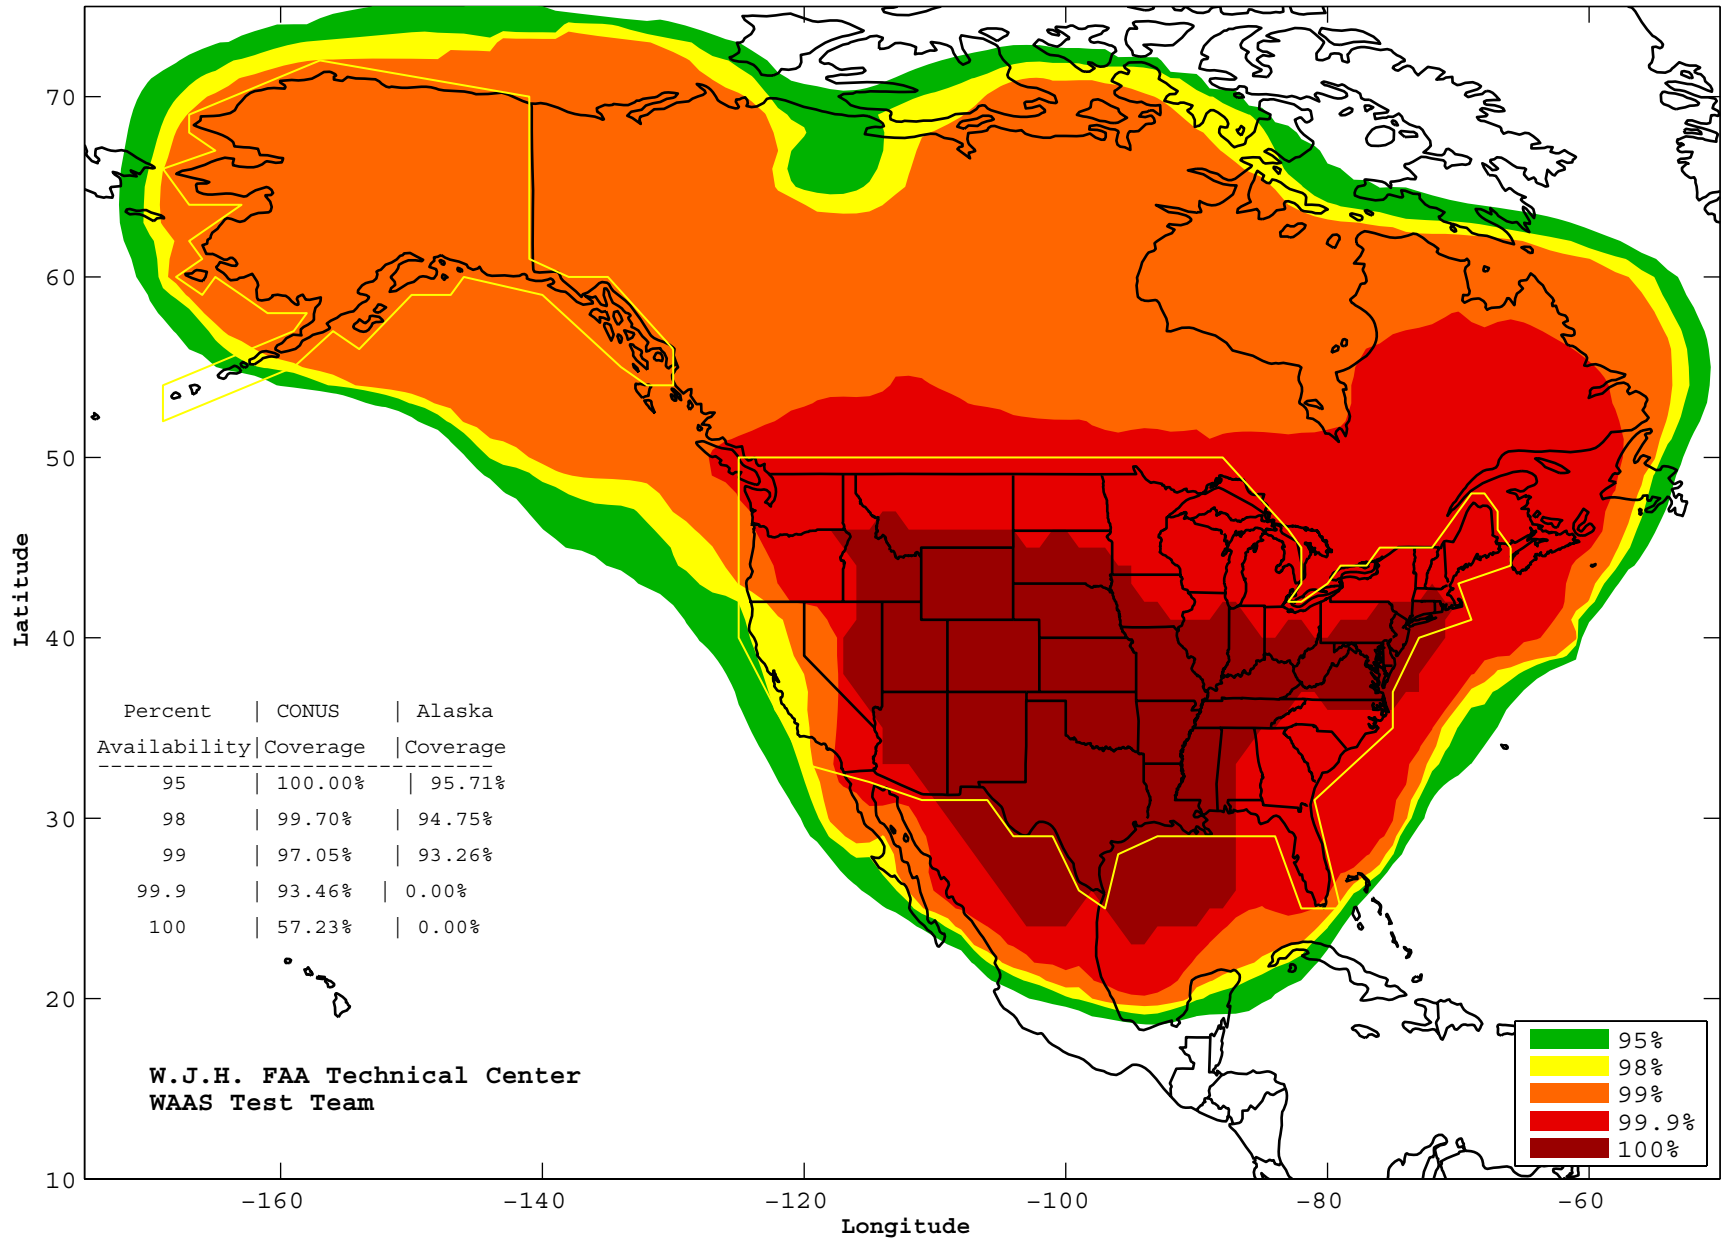 70
60
50
40
30
20
10
Latitude
Percent | CONUS | Alaska
Availability|Coverage |Coverage
--------------------------------
95 | 100.00% | 95.71%
98 | 99.70% | 94.75%
99 | 97.05% | 93.26%
99.9 | 93.46% | 0.00%
100 | 57.23% | 0.00%
W.J.H. FAA Technical Center
WAAS Test Team
95%
98%
99%
99.9%
100%
−160 −140 −120 −100 −80 −60
Longitude